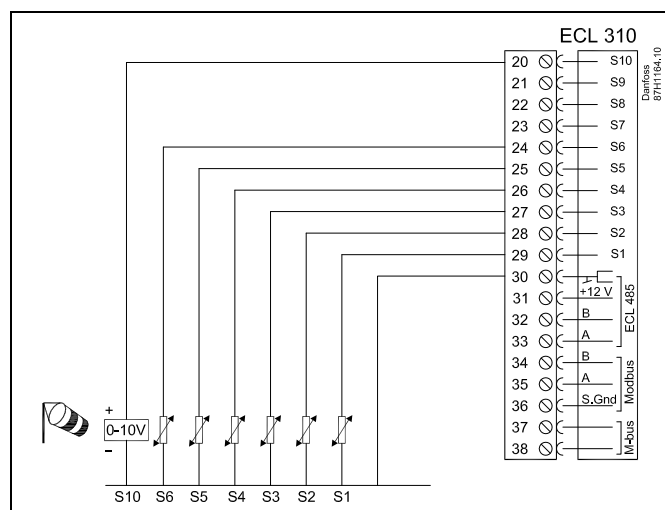 ECL 310
Danfoss
87H1164.10
20 S10
21 S9
22 S8
23 S7
24 S6
25 S5
26 S4
27 S3
28 S2
29 S1
30
31 +12 V
32 B
33 A
ECL 485
34 B
35 A
36 S.Gnd
Modbus
37
38
M-bus
+
0-10V
-
S10 S6 S5 S4 S3 S2 S1